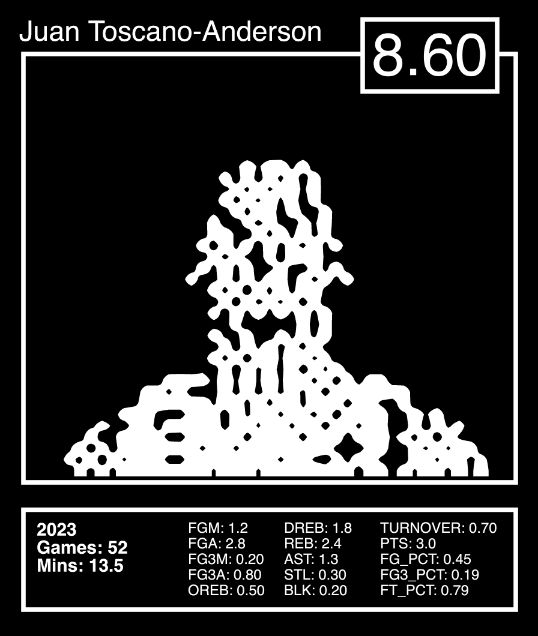 Juan Toscano-Anderson
8.60
2023
Games: 52
Mins: 13.5
FGM: 1.2
FGA: 2.8
FG3M: 0.20
FG3A: 0.80
OREB: 0.50
DREB: 1.8
REB: 2.4
AST: 1.3
STL: 0.30
BLK: 0.20
TURNOVER: 0.70
PTS: 3.0
FG_PCT: 0.45
FG3_PCT: 0.19
FT_PCT: 0.79